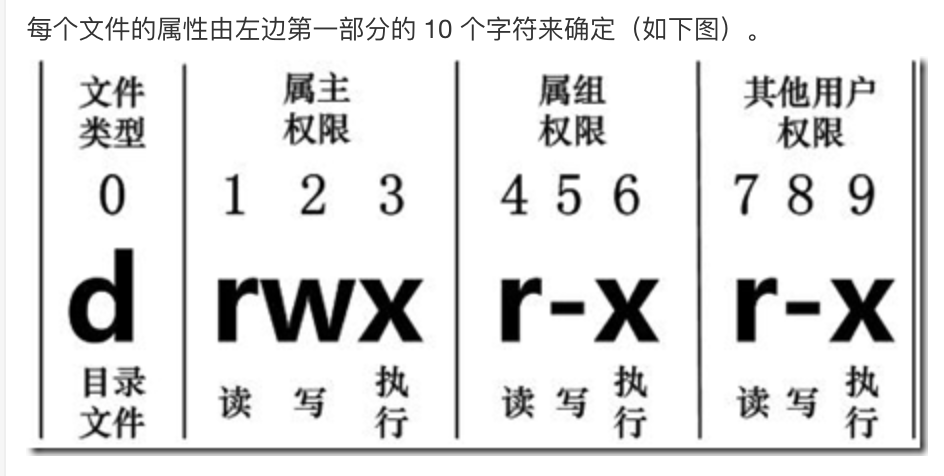 每个文件的属性由左边第一部分的 10 个字符来确定（如下图）。
文件 属主 属组 其他用户
类型 权限 权限 权限
0 1 2 3 4 5 6 7 8 9
d rwx r-x r-x
目录 执 执 执
读 写 读 写 读 写
文件 行 行 行